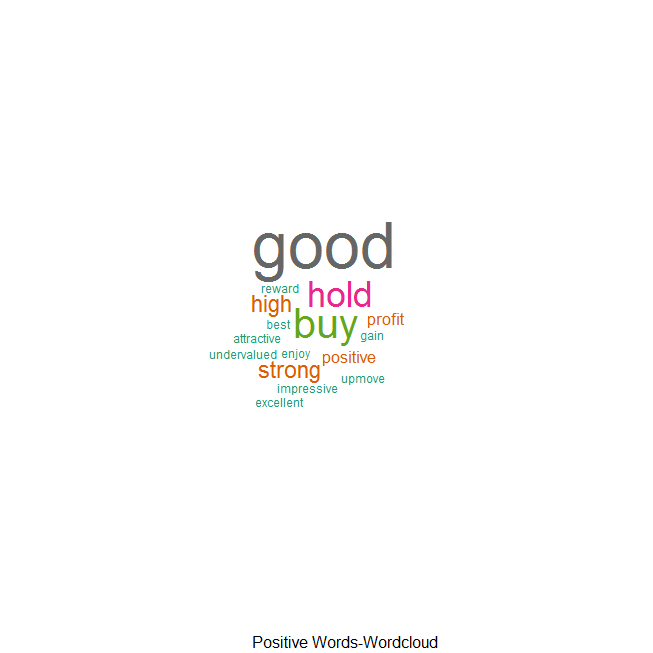 good
reward
hold
high
buy
profit
best
gain
attractive
undervalued
enjoy
positive
strong
upmove
impressive
excellent
Positive Words-Wordcloud